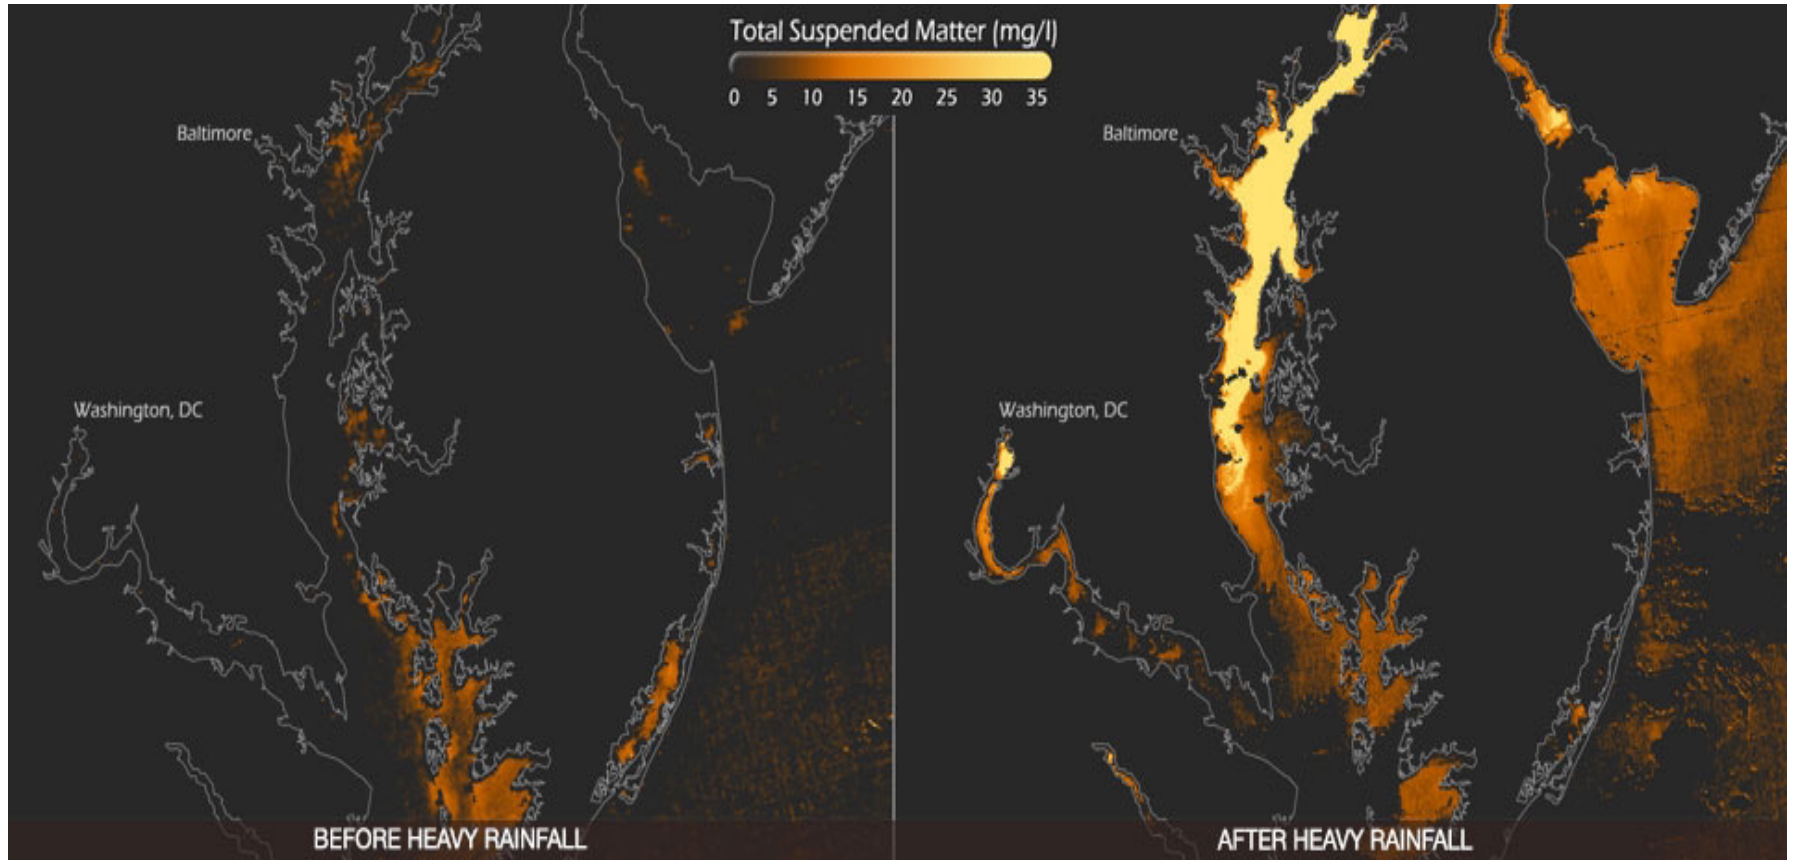 Total Suspended Matter (mg/l)
0 5 10 15 20 25 30 35
Baltimore
Baltimore
Washington, DC
Washington, DC
BEFORE HEAVY RAINFALL
AFTER HEAVY RAINFALL